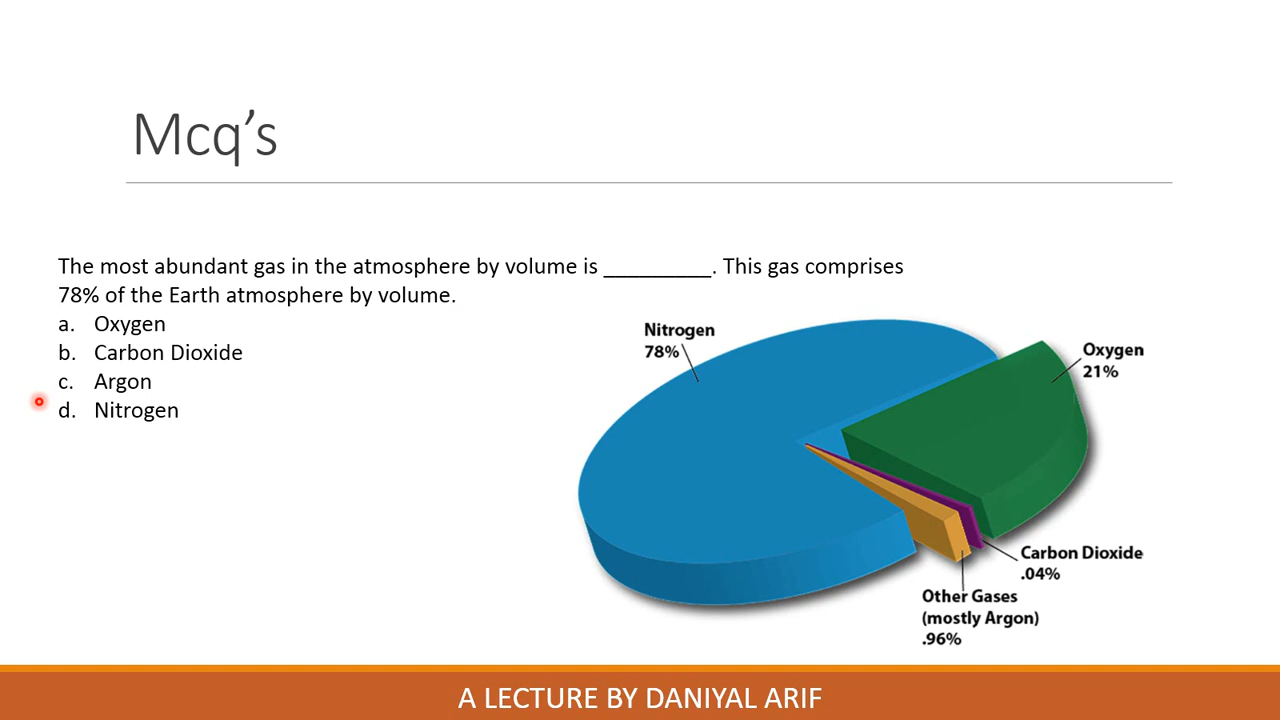 Mcq’s
The most abundant gas in the atmosphere by volume is _________. This gas comprises
78% of the Earth atmosphere by volume.
a. Oxygen
b. Carbon Dioxide
c. Argon
d. Nitrogen
Nitrogen
78%
Oxygen
21%
Carbon Dioxide
.04%
Other Gases
(mostly Argon)
.96%
A LECTURE BY DANIYAL ARIF